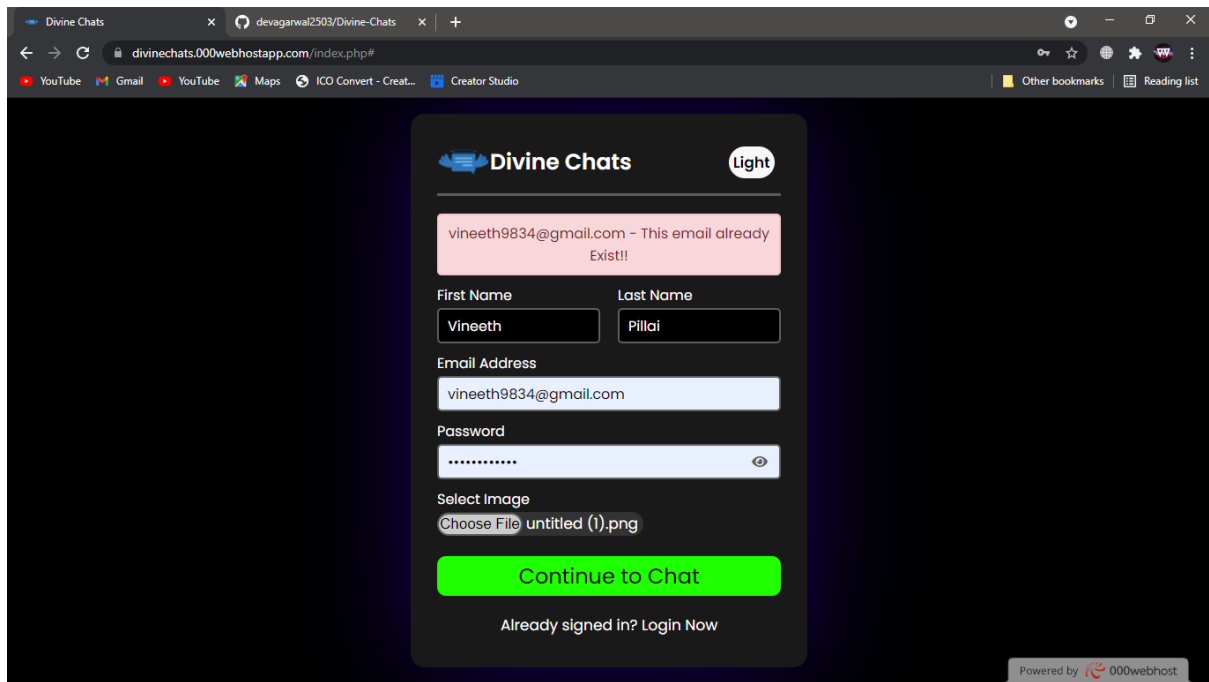 Divine Chats
devagarwal2503/Divine-Chats
divinechats.000webhostapp.com/index.php#
YouTube Gmail YouTube Maps ICO Convert - Creat... Creator Studio Other bookmarks Reading list
Divine Chats Light
vineeth9834@gmail.com - This email already
Exist!!
First Name Last Name
Vineeth Pillai
Email Address
vineeth9834@gmail.com
Password
••••••••••••
Select Image
Choose File untitled (1).png
Continue to Chat
Already signed in? Login Now
Powered by 000webhost